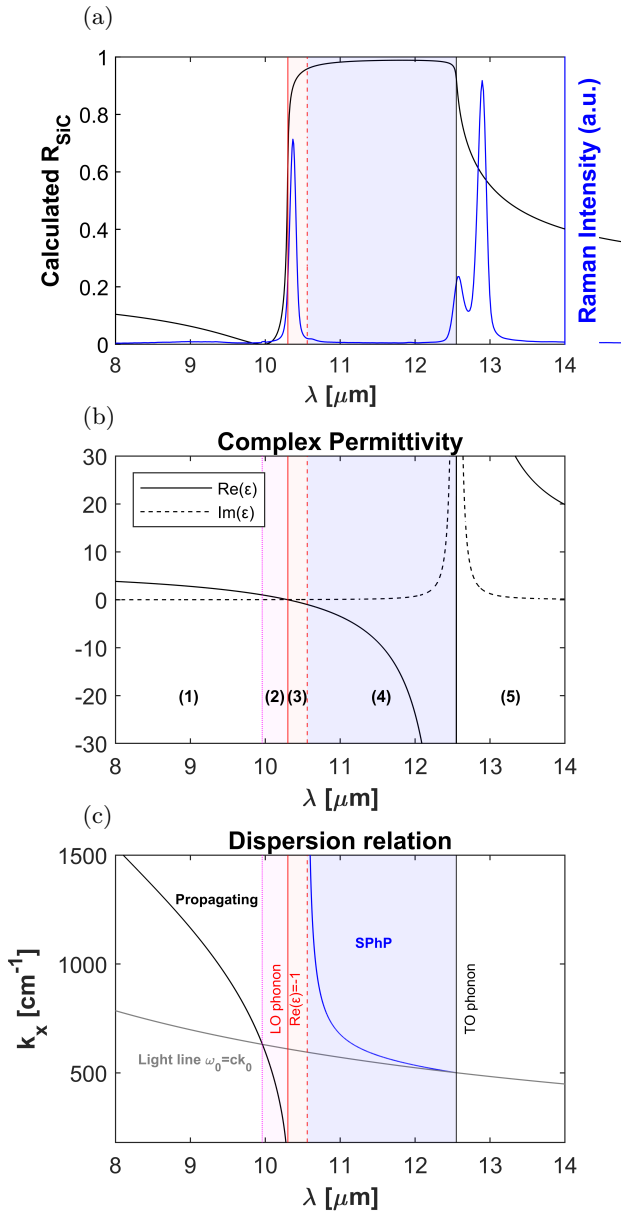 (a)
1
0.8
0.6
0.4
0.2
0
Calculated R_SiC
Raman Intensity (a.u.)
8 9 10 11 12 13 14
λ [μm]
(b)
Complex Permittivity
30
20
10
0
-10
-20
-30
Re(ε)
Im(ε)
(1) (2) (3) (4) (5)
8 9 10 11 12 13 14
λ [μm]
(c)
Dispersion relation
1500
1000
500
k_x [cm⁻¹]
Propagating
SPhP
LO phonon
Re(ε)=-1
TO phonon
Light line ω₀=ck₀
8 9 10 11 12 13 14
λ [μm]